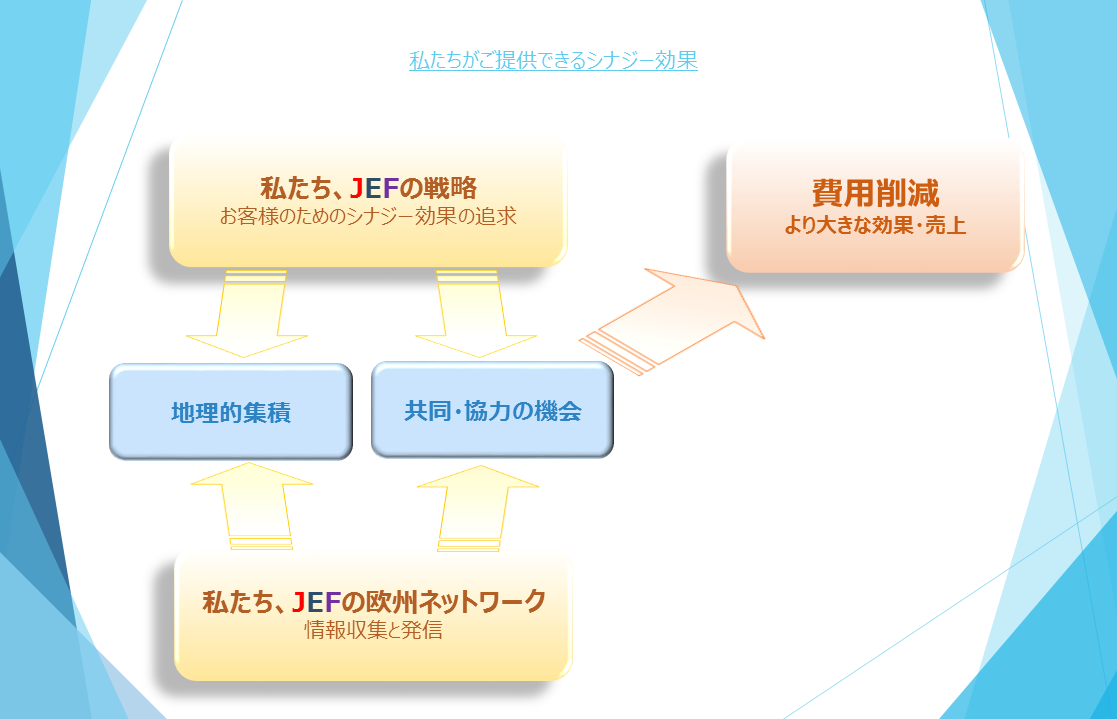 私たちがご提供できるシナジー効果
私たち、JEFの戦略
お客様のためのシナジー効果の追求
費用削減
より大きな効果・売上
地理的集積
共同・協力の機会
私たち、JEFの欧州ネットワーク
情報収集と発信